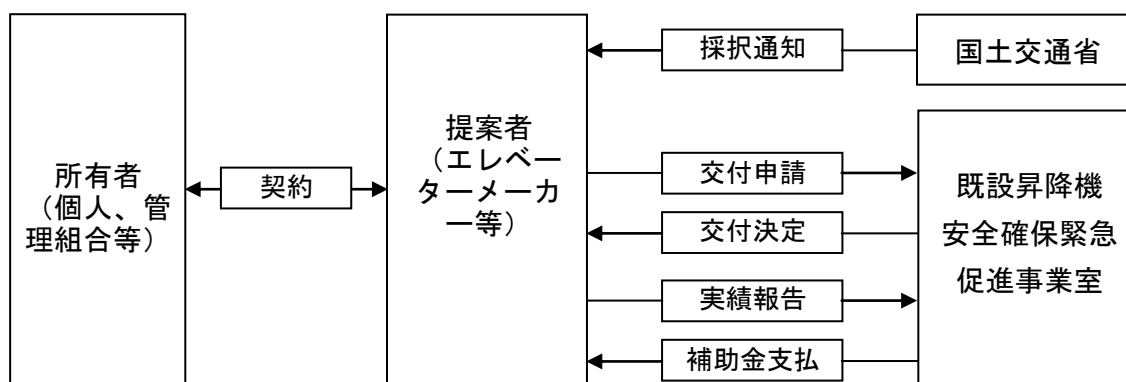 採択通知
国土交通省
所有者
（個人、管
理組合等）
契約
提案者
（エレベー
ターメーカ
ー等）
交付申請
交付決定
実績報告
補助金支払
既設昇降機
安全確保緊急
促進事業室